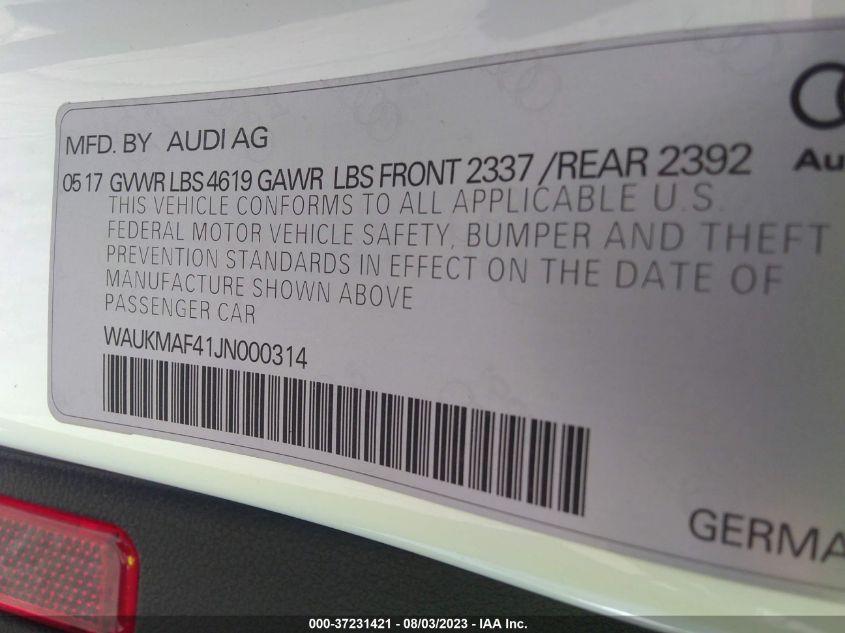 MFD. BY AUDI AG
05 17 GVWR LBS 4619 GAWR LBS FRONT 2337 /REAR 2392
THIS VEHICLE CONFORMS TO ALL APPLICABLE U.S.
FEDERAL MOTOR VEHICLE SAFETY, BUMPER AND THEFT
PREVENTION STANDARDS IN EFFECT ON THE DATE OF
MANUFACTURE SHOWN ABOVE
PASSENGER CAR
WAUKMAF41JN000314
Au
GERMA
000-37231421 - 08/03/2023 - IAA Inc.